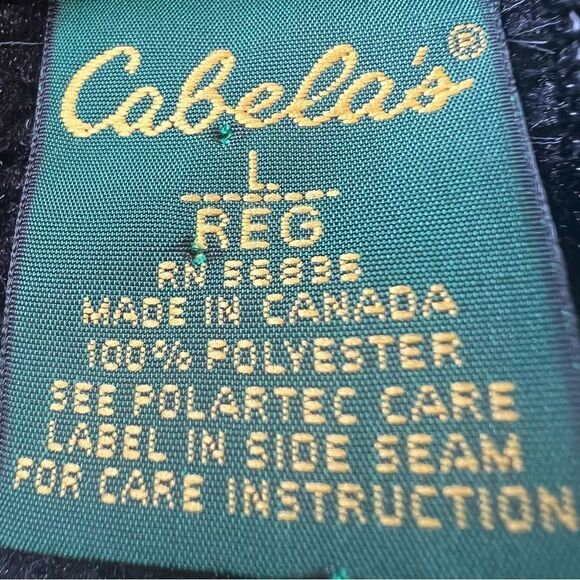 Cabela's®
L
REG
RN 56835
MADE IN CANADA
100% POLYESTER
SEE POLARTEC CARE
LABEL IN SIDE SEAM
FOR CARE INSTRUCTION